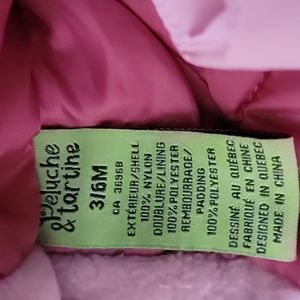 Peluche
& tartine
3/6M
CA 36968
EXTÉRIEUR/SHELL
100% NYLON
DOUBLURE/LINING
100% POLYESTER
REMBOURRAGE/
PADDING
100% POLYESTER
DESSINÉ AU QUÉBEC
FABRIQUÉ EN CHINE
DESIGNED IN QUEBEC
MADE IN CHINA